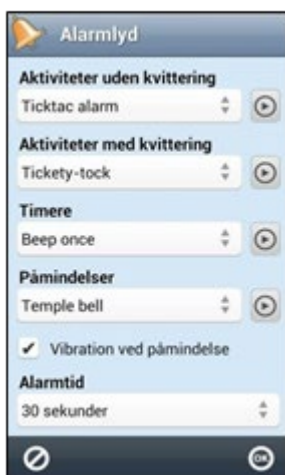 Alarmlyd
Aktiviteter uden kvittering
Ticktac alarm
Aktiviteter med kvittering
Tickety-tock
Timere
Beep once
Påmindelser
Temple bell
Vibration ved påmindelse
Alarmtid
30 sekunder
OK